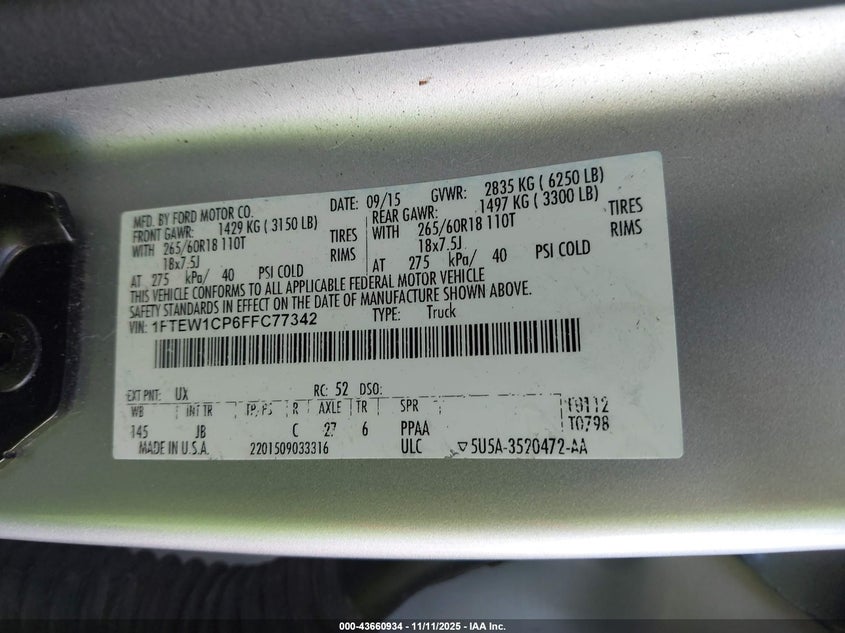 MFD. BY FORD MOTOR CO. DATE: 09/15 GVWR: 2835 KG ( 6250 LB)
FRONT GAWR: 1429 KG ( 3150 LB) REAR GAWR: 1497 KG ( 3300 LB)
WITH 265/60R18 110T TIRES WITH 265/60R18 110T TIRES
18x7.5J RIMS 18x7.5J RIMS
AT 275 kPa/ 40 PSI COLD AT 275 kPa/ 40 PSI COLD
THIS VEHICLE CONFORMS TO ALL APPLICABLE FEDERAL MOTOR VEHICLE
SAFETY STANDARDS IN EFFECT ON THE DATE OF MANUFACTURE SHOWN ABOVE.
VIN: 1FTEW1CP6FFC77342 TYPE: Truck
EXT PNT: UX RC: 52 DSO:
WB INT TR TP/PS R AXLE TR SPR T0112
145 JB C 27 6 PPAA T0798
MADE IN U.S.A. 2201509033316 ULC 5U5A-3520472-AA
000-43660934 - 11/11/2025 - IAA Inc.